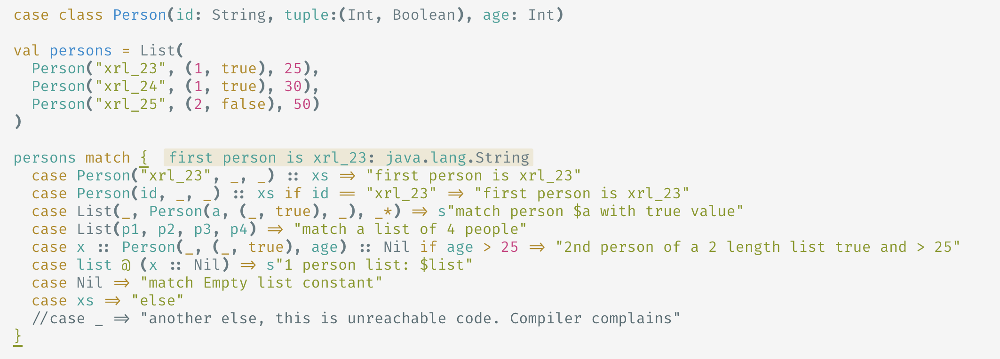 case class Person(id: String, tuple:(Int, Boolean), age: Int)

val persons = List(
  Person("xrl_23", (1, true), 25),
  Person("xrl_24", (1, true), 30),
  Person("xrl_25", (2, false), 50)
)

persons match {  first person is xrl_23: java.lang.String
  case Person("xrl_23", _, _) :: xs => "first person is xrl_23"
  case Person(id, _, _) :: xs if id == "xrl_23" => "first person is xrl_23"
  case List(_, Person(a, (_, true), _), _*) => s"match person $a with true value"
  case List(p1, p2, p3, p4) => "match a list of 4 people"
  case x :: Person(_, (_, true), age) :: Nil if age > 25 => "2nd person of a 2 length list true and > 25"
  case list @ (x :: Nil) => s"1 person list: $list"
  case Nil => "match Empty list constant"
  case xs => "else"
  //case _ => "another else, this is unreachable code. Compiler complains"
}